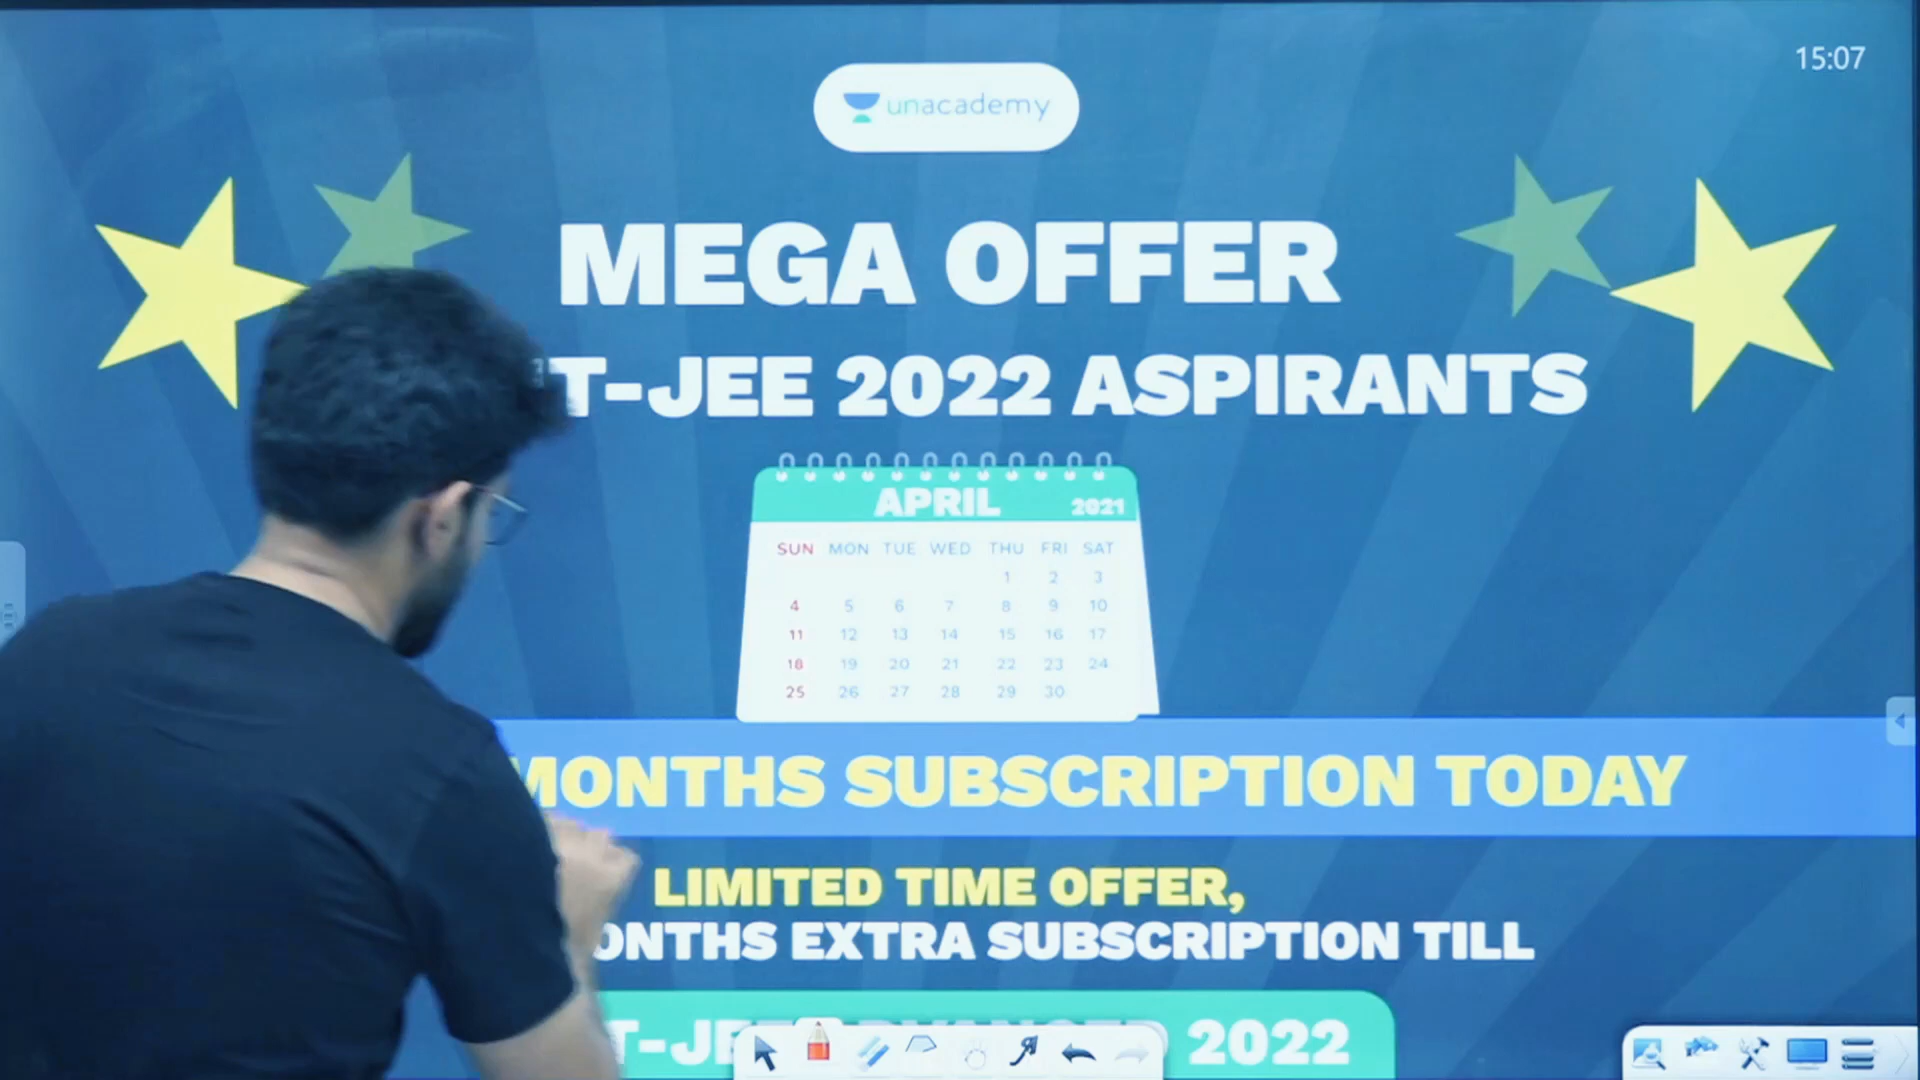 15:07
unacademy
MEGA OFFER
T-JEE 2022 ASPIRANTS
APRIL 2021
SUN MON TUE WED THU FRI SAT
1 2 3
4 5 6 7 8 9 10
11 12 13 14 15 16 17
18 19 20 21 22 23 24
25 26 27 28 29 30
MONTHS SUBSCRIPTION TODAY
LIMITED TIME OFFER,
ONTHS EXTRA SUBSCRIPTION TILL
2022